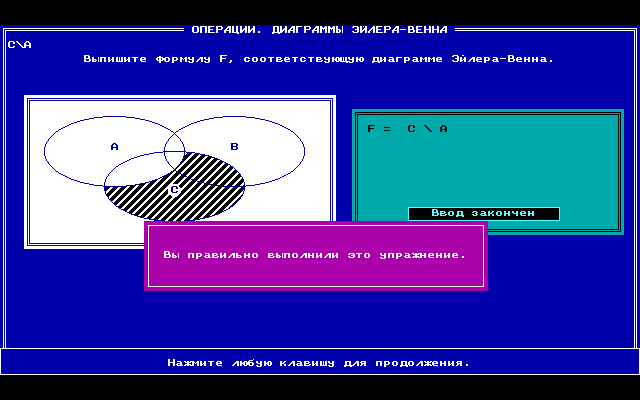 ОПЕРАЦИИ. ДИАГРАММЫ ЭЙЛЕРА-ВЕННА
C\A
Выпишите формулу F, соответствующую диаграмме Эйлера-Венна.
A
B
C
F = C \ A
Ввод закончен
Вы правильно выполнили это упражнение.
Нажмите любую клавишу для продолжения.